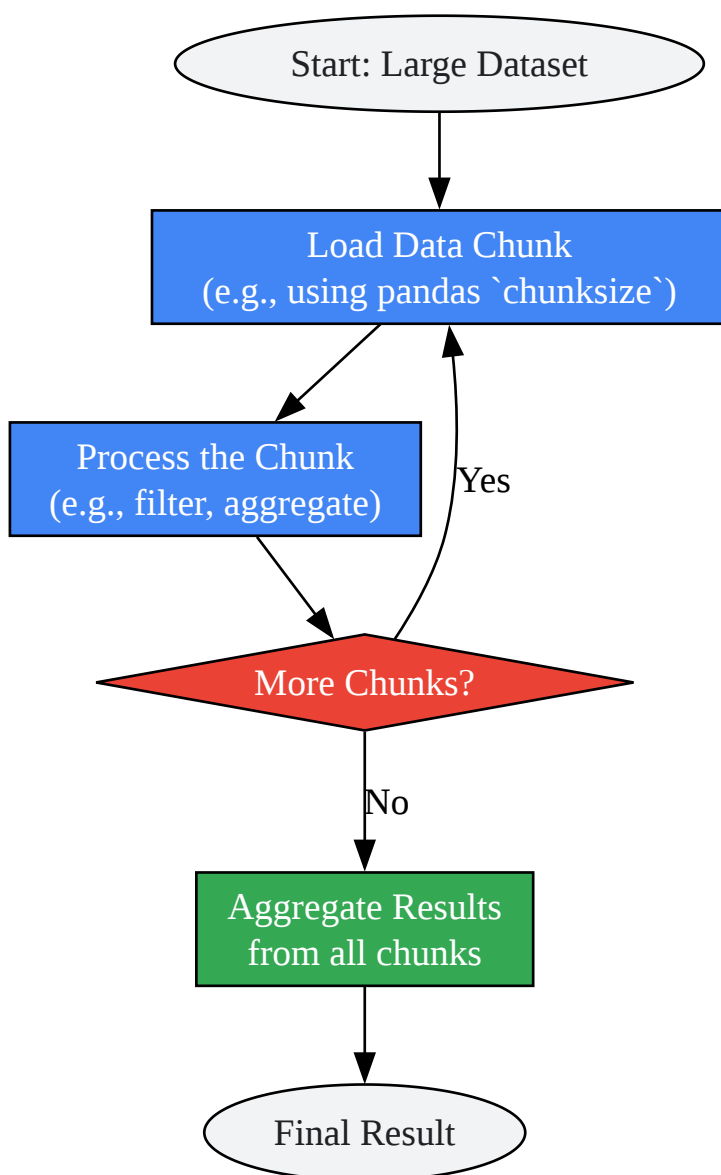 Start: Large Dataset
Load Data Chunk
(e.g., using pandas `chunksize`)
Process the Chunk
(e.g., filter, aggregate)
Yes
More Chunks?
No
Aggregate Results
from all chunks
Final Result